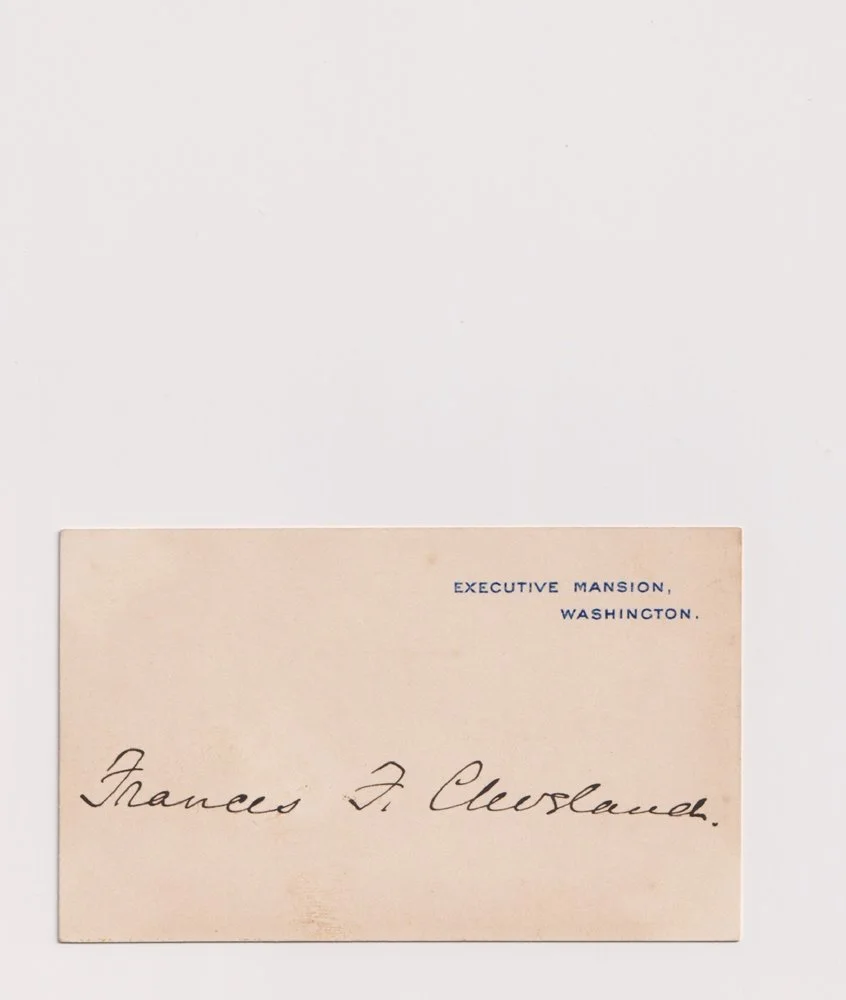 EXECUTIVE MANSION,
WASHINGTON.
Frances F. Cleveland.